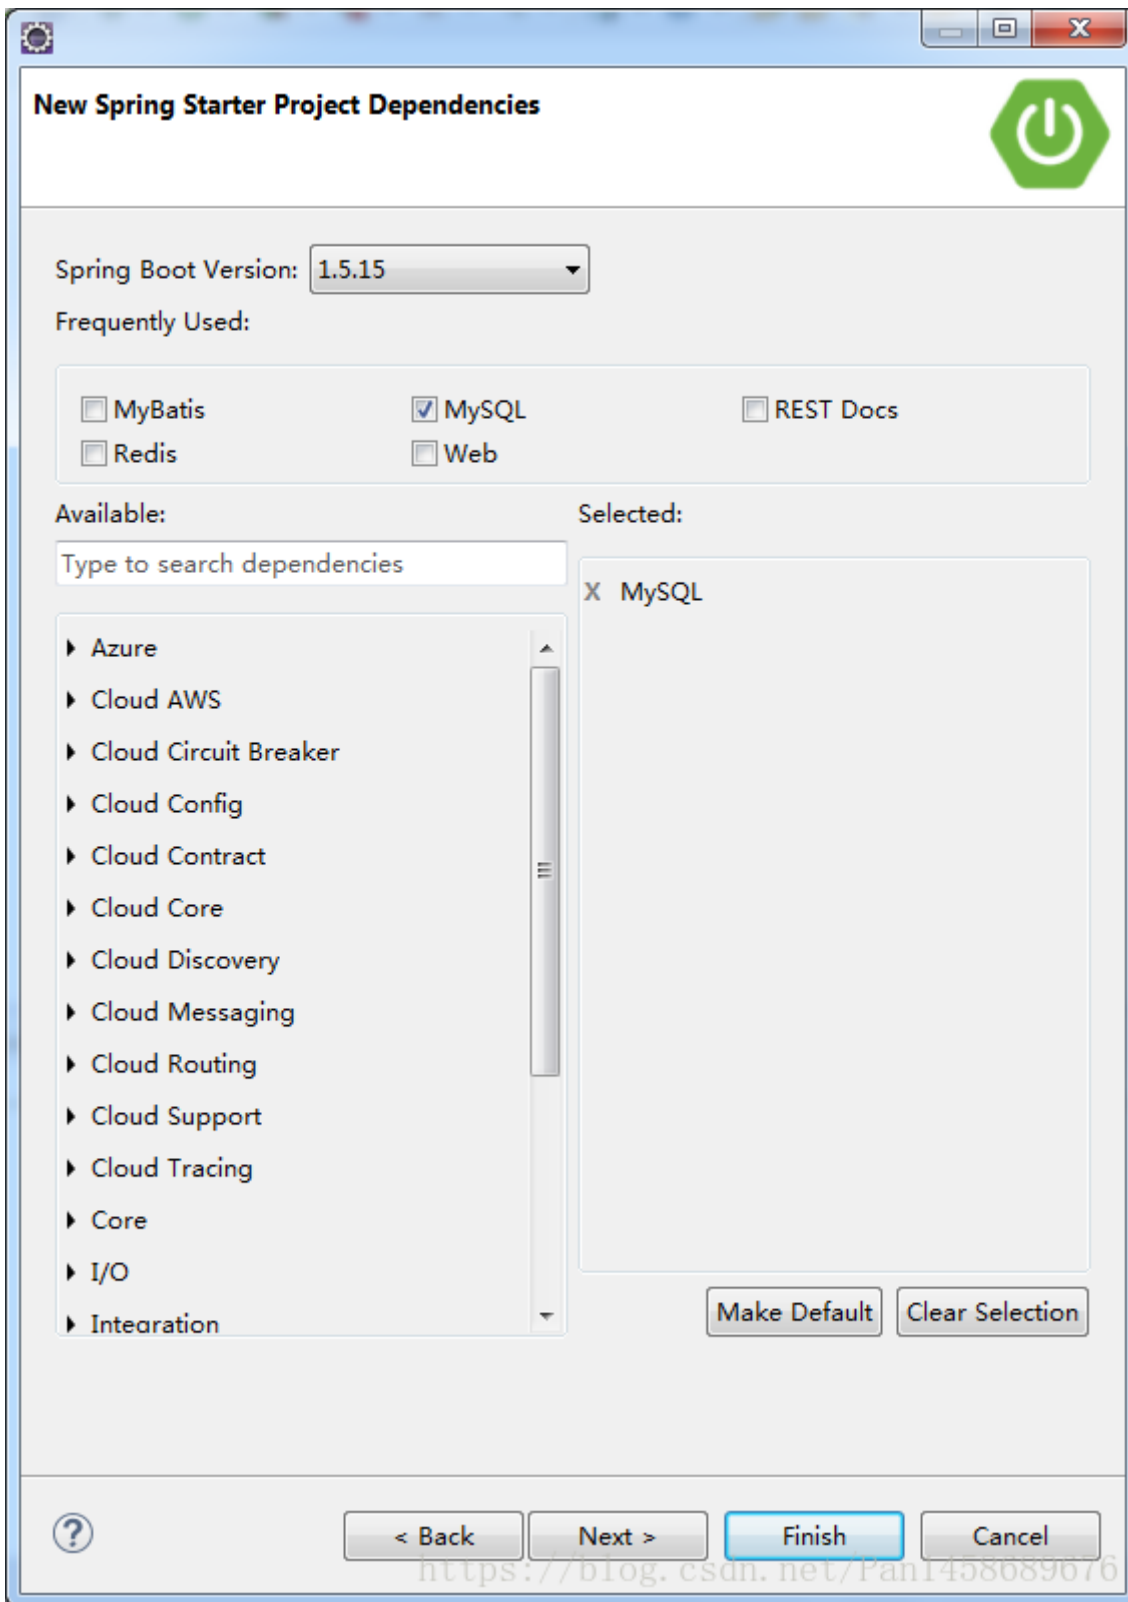 New Spring Starter Project Dependencies
Spring Boot Version: 1.5.15
Frequently Used:
MyBatis MySQL REST Docs
Redis Web
Available: Selected:
Type to search dependencies
X MySQL
Azure
Cloud AWS
Cloud Circuit Breaker
Cloud Config
Cloud Contract
Cloud Core
Cloud Discovery
Cloud Messaging
Cloud Routing
Cloud Support
Cloud Tracing
Core
I/O
Integration
Make Default Clear Selection
? < Back Next > Finish Cancel
https://blog.csdn.net/Pan1458689676